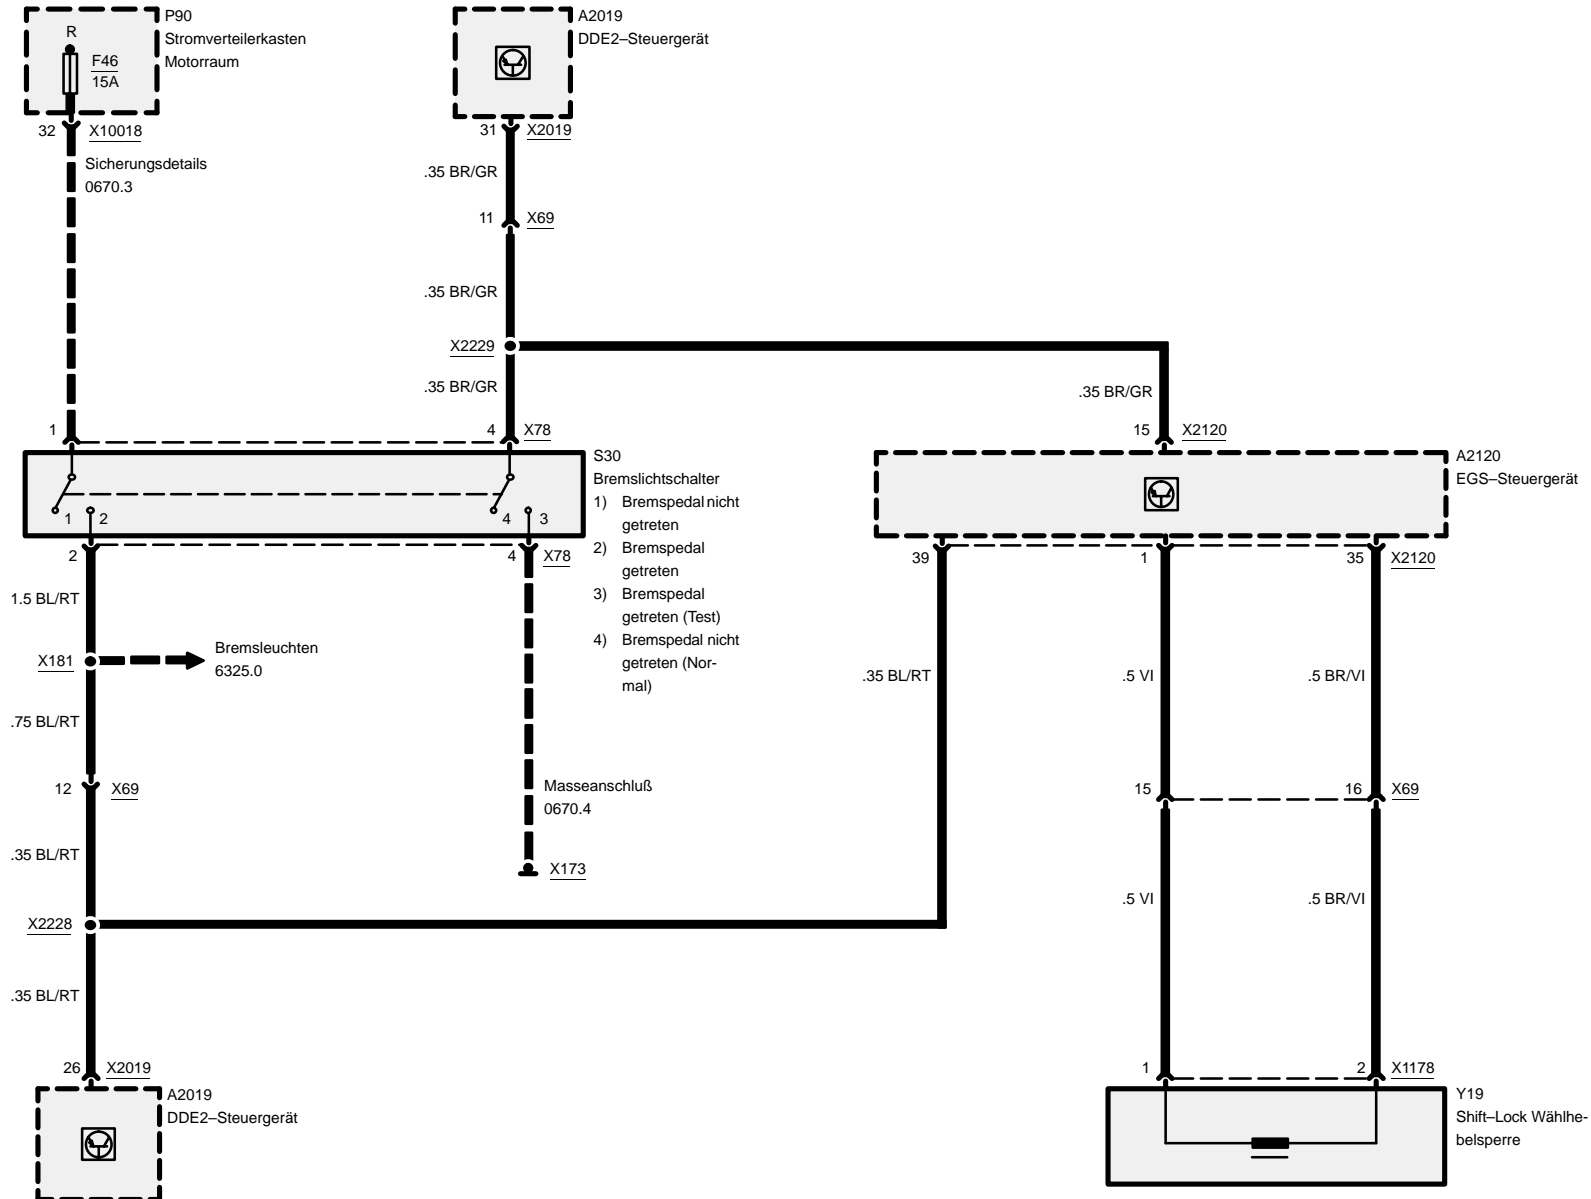 P90
Stromverteilerkasten
Motorraum
R
F46
15A
32 X10018
Sicherungsdetails
0670.3
A2019
DDE2–Steuergerät
31 X2019
.35 BR/GR
11 X69
.35 BR/GR
X2229
.35 BR/GR
.35 BR/GR
1
4 X78
15 X2120
S30
Bremslichtschalter
1) Bremspedal nicht
getreten
2) Bremspedal
getreten
3) Bremspedal
getreten (Test)
4) Bremspedal nicht
getreten (Nor-
mal)
1 2
4 3
A2120
EGS–Steuergerät
2
4 X78
39
1
35 X2120
1.5 BL/RT
X181
Bremsleuchten
6325.0
.35 BL/RT
.5 VI
.5 BR/VI
.75 BL/RT
12 X69
Masseanschluß
0670.4
15
16 X69
.35 BL/RT
X173
X2228
.5 VI
.5 BR/VI
.35 BL/RT
26 X2019
A2019
DDE2–Steuergerät
1
2 X1178
Y19
Shift–Lock Wählhe-
belsperre